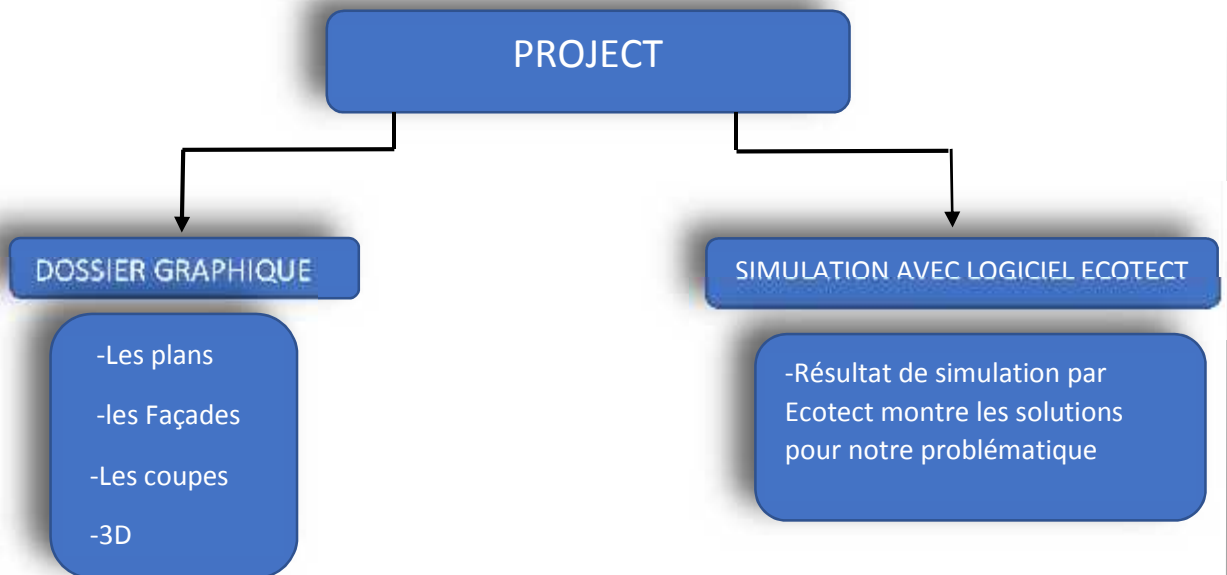 PROJECT
DOSSIER GRAPHIQUE
SIMULATION AVEC LOGICIEL ECOTECT
-Les plans
-les Façades
-Les coupes
-3D
-Résultat de simulation par
Ecotect montre les solutions
pour notre problématique